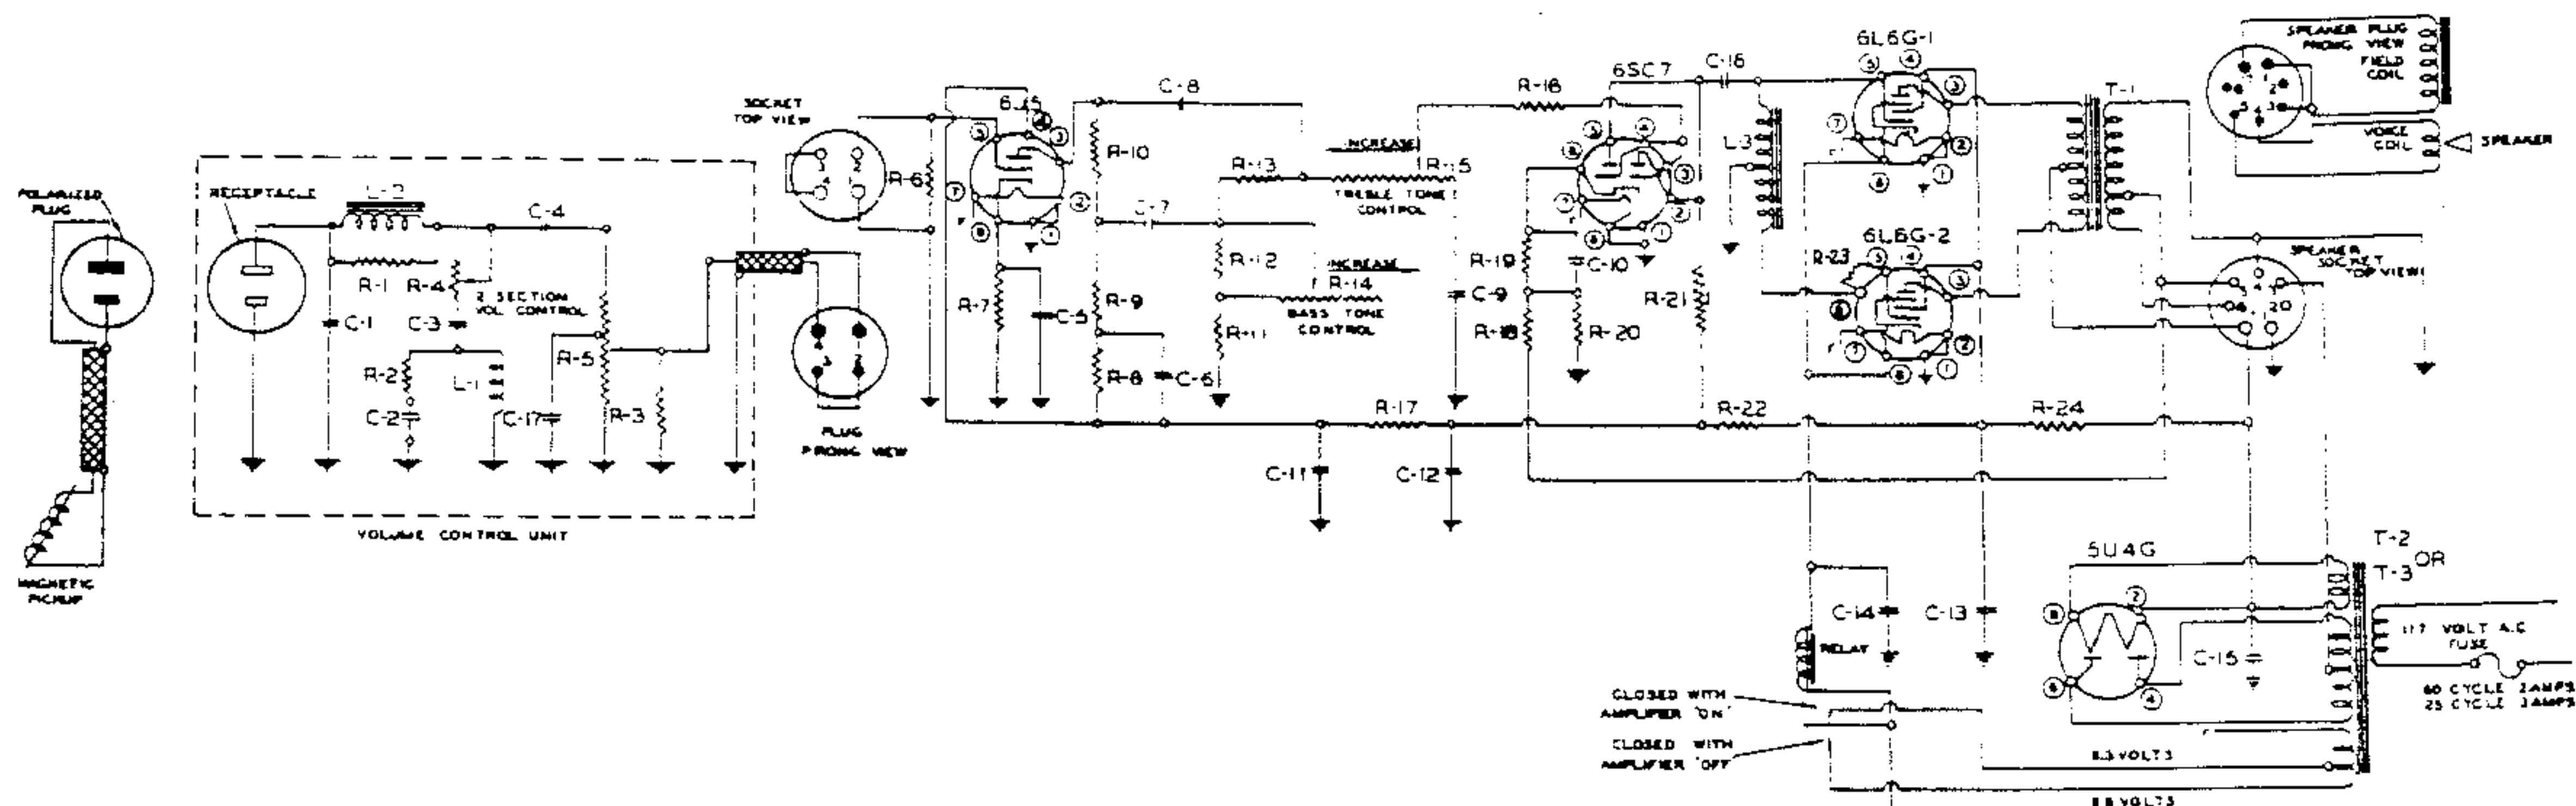 POLARIZED
PLUG
MAGNETIC
PICKUP
RECEPTACLE
L-2
C-4
R-1
R-4
2 SECTION
VOL CONTROL
C-1
C-3
R-2
L-1
R-5
C-2
C-17
R-3
VOLUME CONTROL UNIT
SOCKET
TOP VIEW
3
2
4
PLUG
PRONG VIEW
R-6
6J5
R-7
C-5
C-8
R-10
C-7
R-9
R-8
C-6
R-13
R-12
R-11
INCREASE
R-15
TREBLE TONE
CONTROL
INCREASE
R-14
BASS TONE
CONTROL
C-9
R-16
6SC7
R-19
C-10
R-18
R-20
R-21
C-11
R-17
C-12
R-22
R-24
C-16
L-3
6L6G-1
6L6G-2
R-23
T-1
SPEAKER PLUG
PRONG VIEW
FIELD
COIL
VOICE
COIL
SPEAKER
SPEAKER
SOCKET
TOP VIEW
C-14
C-13
RELAY
CLOSED WITH
AMPLIFIER 'ON'
CLOSED WITH
AMPLIFIER 'OFF'
5U4G
8
2
6
4
C-15
T-2
OR
T-3
117 VOLT A.C.
FUSE
60 CYCLE 2 AMPS
25 CYCLE 3 AMPS
6.3 VOLTS